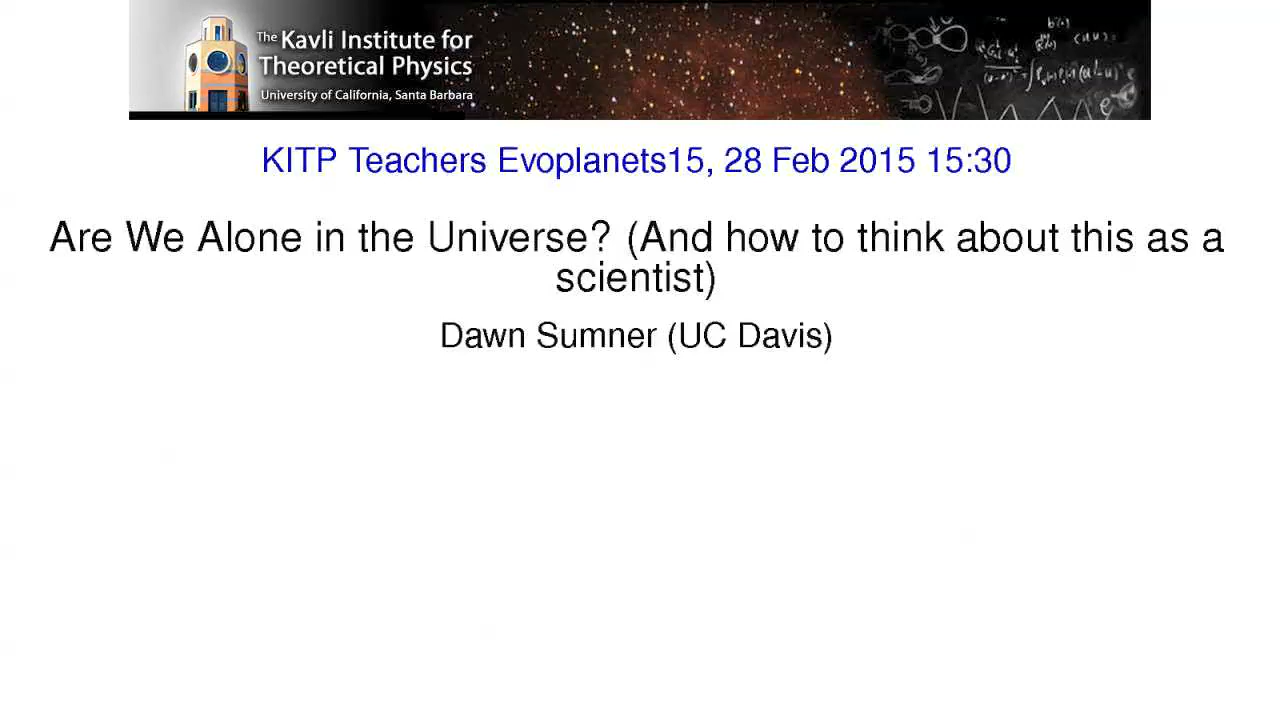 The Kavli Institute for
Theoretical Physics
University of California, Santa Barbara
KITP Teachers Evoplanets15, 28 Feb 2015 15:30
Are We Alone in the Universe? (And how to think about this as a
scientist)
Dawn Sumner (UC Davis)